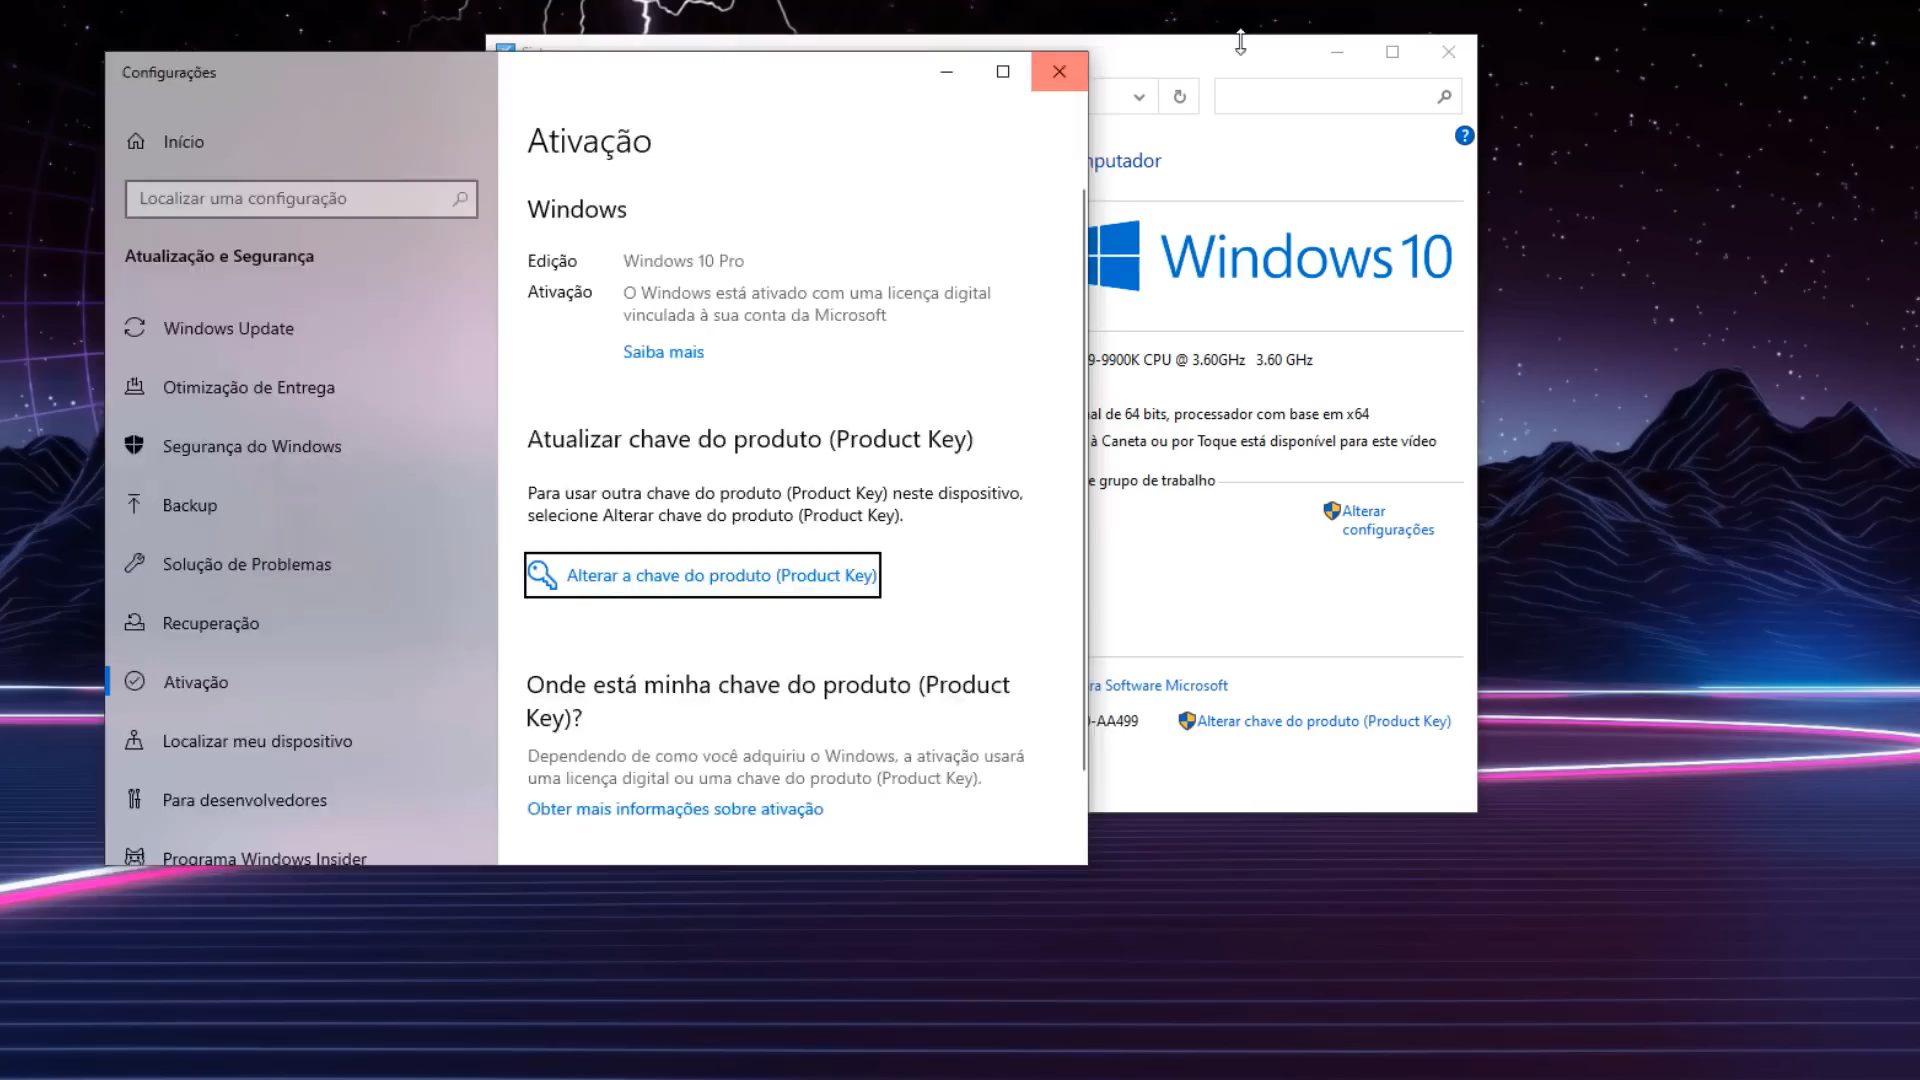 Configurações
Início
Localizar uma configuração
Atualização e Segurança
Windows Update
Otimização de Entrega
Segurança do Windows
Backup
Solução de Problemas
Recuperação
Ativação
Localizar meu dispositivo
Para desenvolvedores
Programa Windows Insider
Ativação
Windows
Edição Windows 10 Pro
Ativação O Windows está ativado com uma licença digital
vinculada à sua conta da Microsoft
Saiba mais
Atualizar chave do produto (Product Key)
Para usar outra chave do produto (Product Key) neste dispositivo,
selecione Alterar chave do produto (Product Key).
Alterar a chave do produto (Product Key)
Onde está minha chave do produto (Product
Key)?
Dependendo de como você adquiriu o Windows, a ativação usará
uma licença digital ou uma chave do produto (Product Key).
Obter mais informações sobre ativação
?
Windows 10
9-9900K CPU @ 3.60GHz 3.60 GHz
de 64 bits, processador com base em x64
à Caneta ou por Toque está disponível para este vídeo
e grupo de trabalho
Alterar
configurações
Software Microsoft
-AA499
Alterar chave do produto (Product Key)